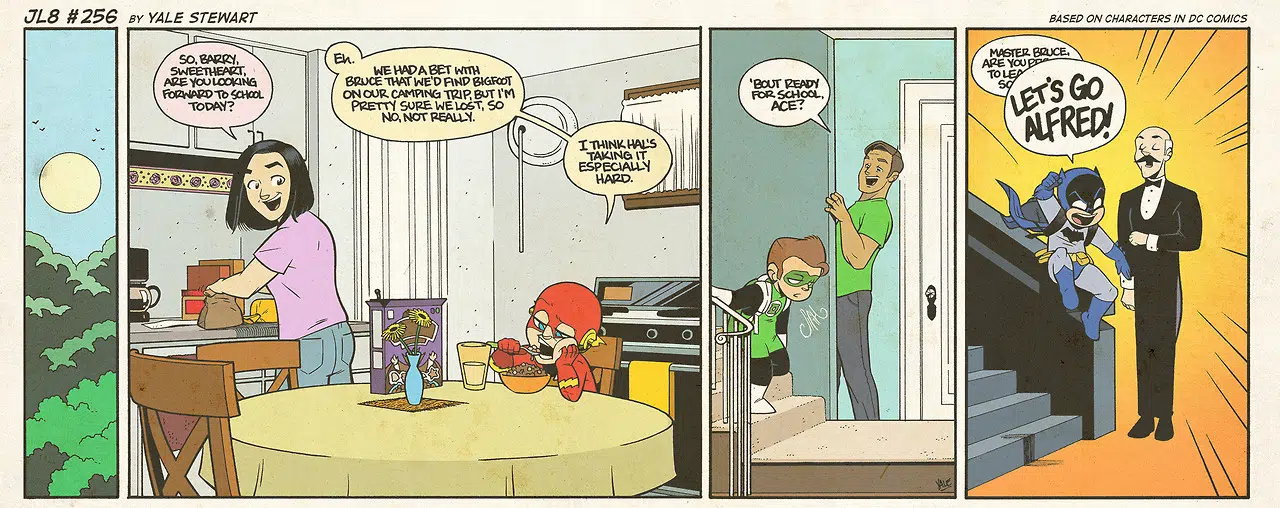 JL8 #256 BY YALE STEWART
BASED ON CHARACTERS IN DC COMICS
SO, BARRY,
SWEETHEART,
ARE YOU LOOKING
FORWARD TO SCHOOL
TODAY?
Eh.
WE HAD A BET WITH
BRUCE THAT WE'D FIND BIGFOOT
ON OUR CAMPING TRIP, BUT I'M
PRETTY SURE WE LOST, SO
NO, NOT REALLY.
I THINK HAL'S
TAKING IT
ESPECIALLY
HARD.
'BOUT READY
FOR SCHOOL,
ACE?
YALE
MASTER BRUCE,
ARE YOU
TO
LET'S GO
ALFRED!